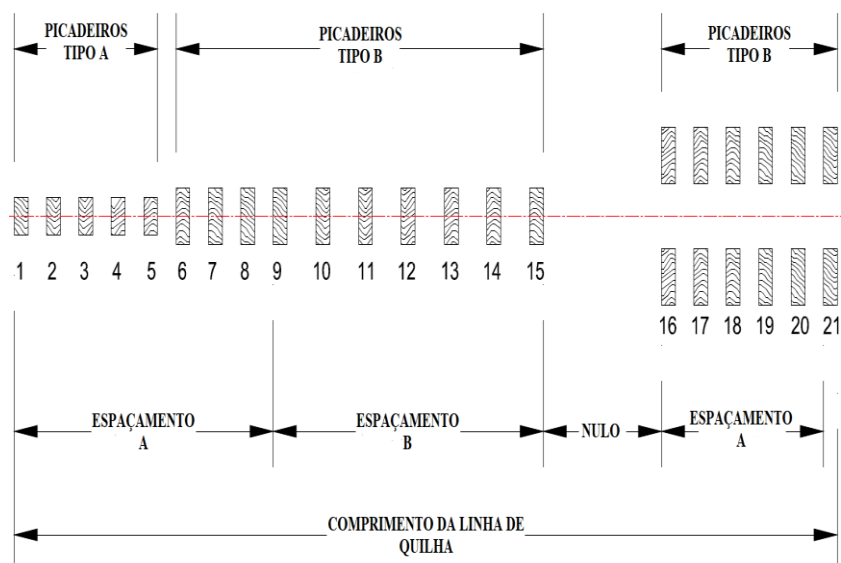 PICADEIROS
TIPO A
PICADEIROS
TIPO B
PICADEIROS
TIPO B
1 2 3 4 5 6 7 8 9 10 11 12 13 14 15
16 17 18 19 20 21
ESPAÇAMENTO
A
ESPAÇAMENTO
B
NULO
ESPAÇAMENTO
A
COMPRIMENTO DA LINHA DE
QUILHA